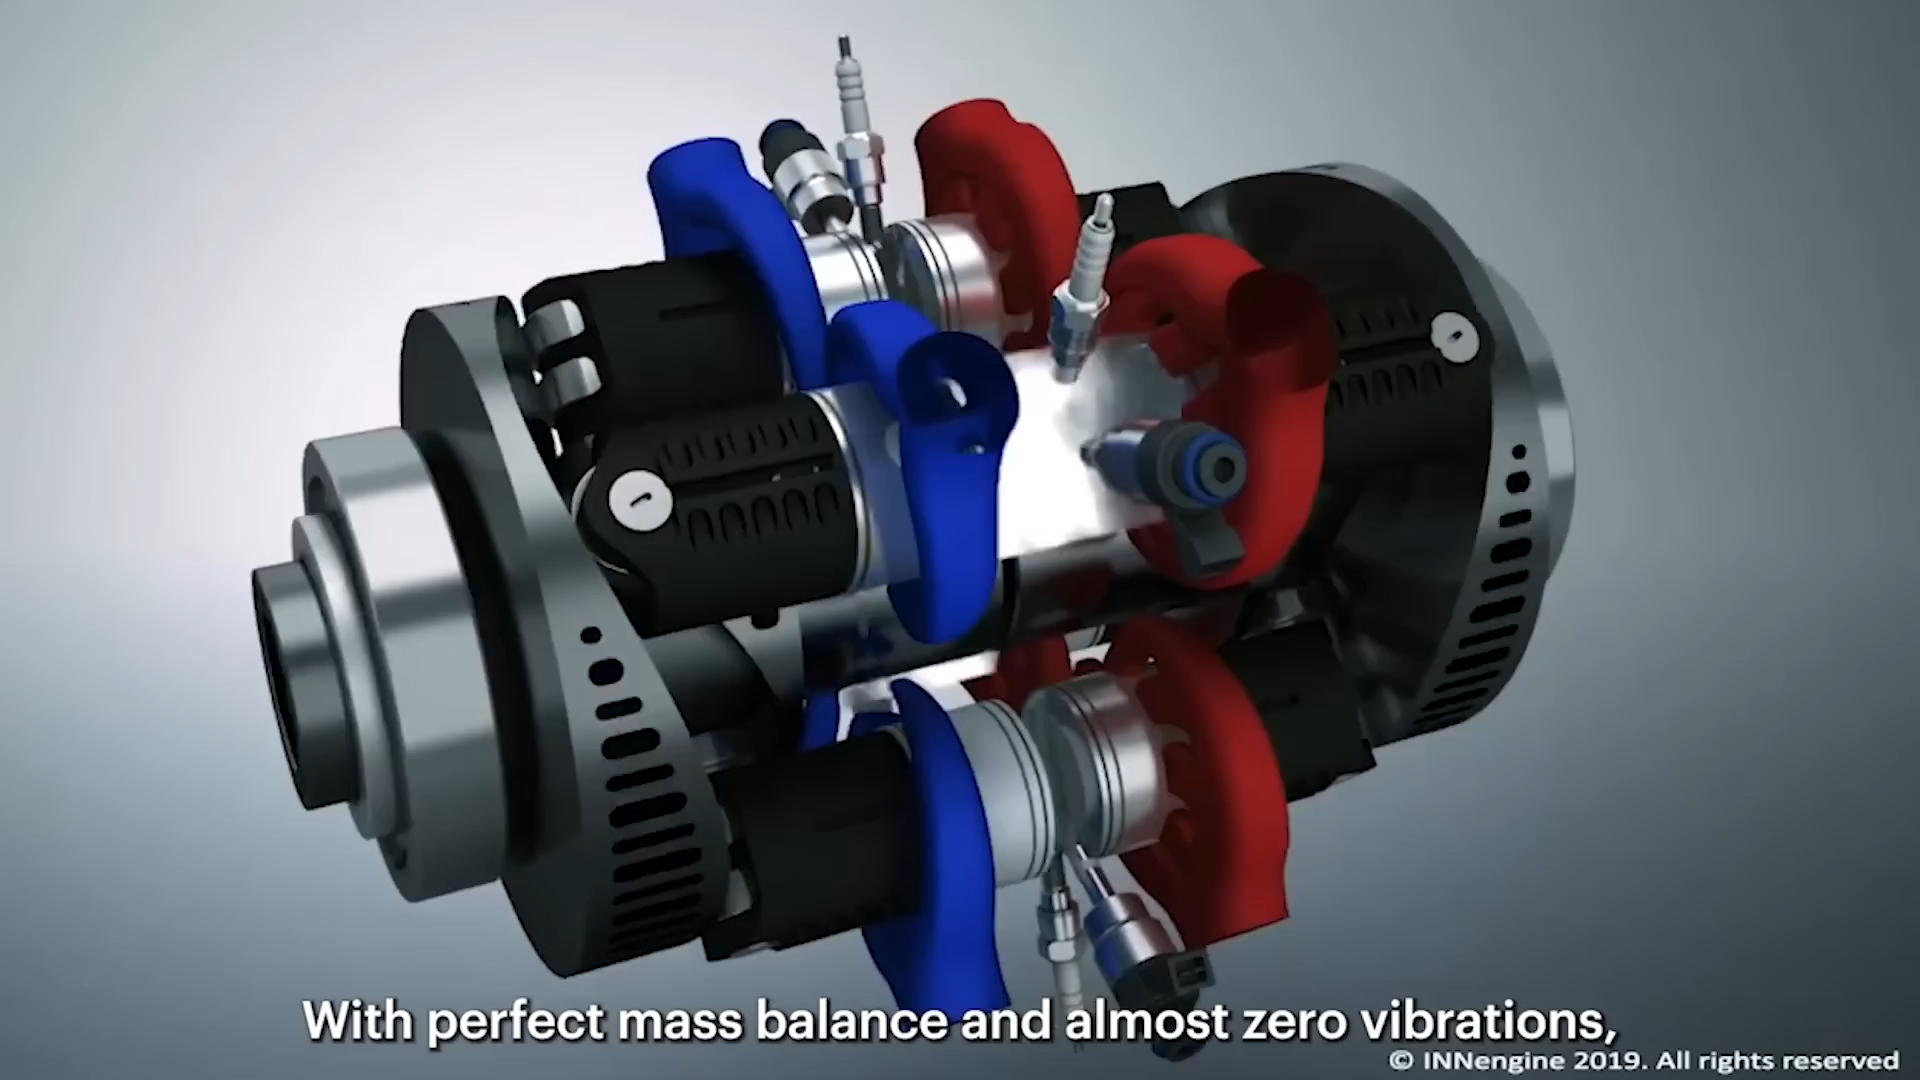 With perfect mass balance and almost zero vibrations,
© INNengine 2019. All rights reserved